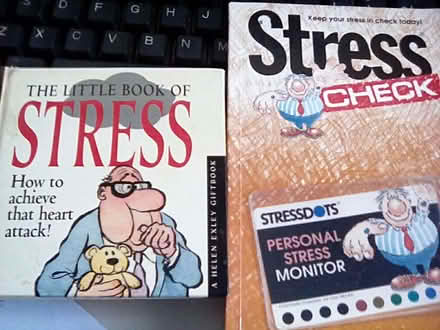 S D F G H J
X C V B N M
THE LITTLE BOOK OF
STRESS
How to
achieve
that heart
attack!
A HELEN EXLEY GIFTBOOK
Keep your stress in check today!
Stress
CHECK
STRESSDOTS®
PERSONAL
STRESS
MONITOR